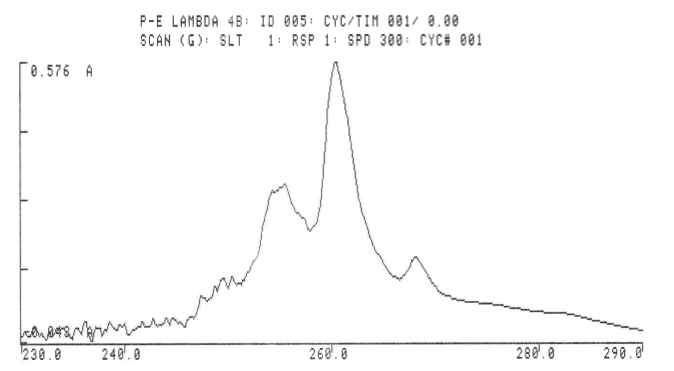 P-E LAMBDA 4B: ID 005: CYC/TIM 001/ 0.00
SCAN (G): SLT 1: RSP 1: SPD 300: CYC# 001
0.576 A
230.0 240.0 260.0 280.0 290.0